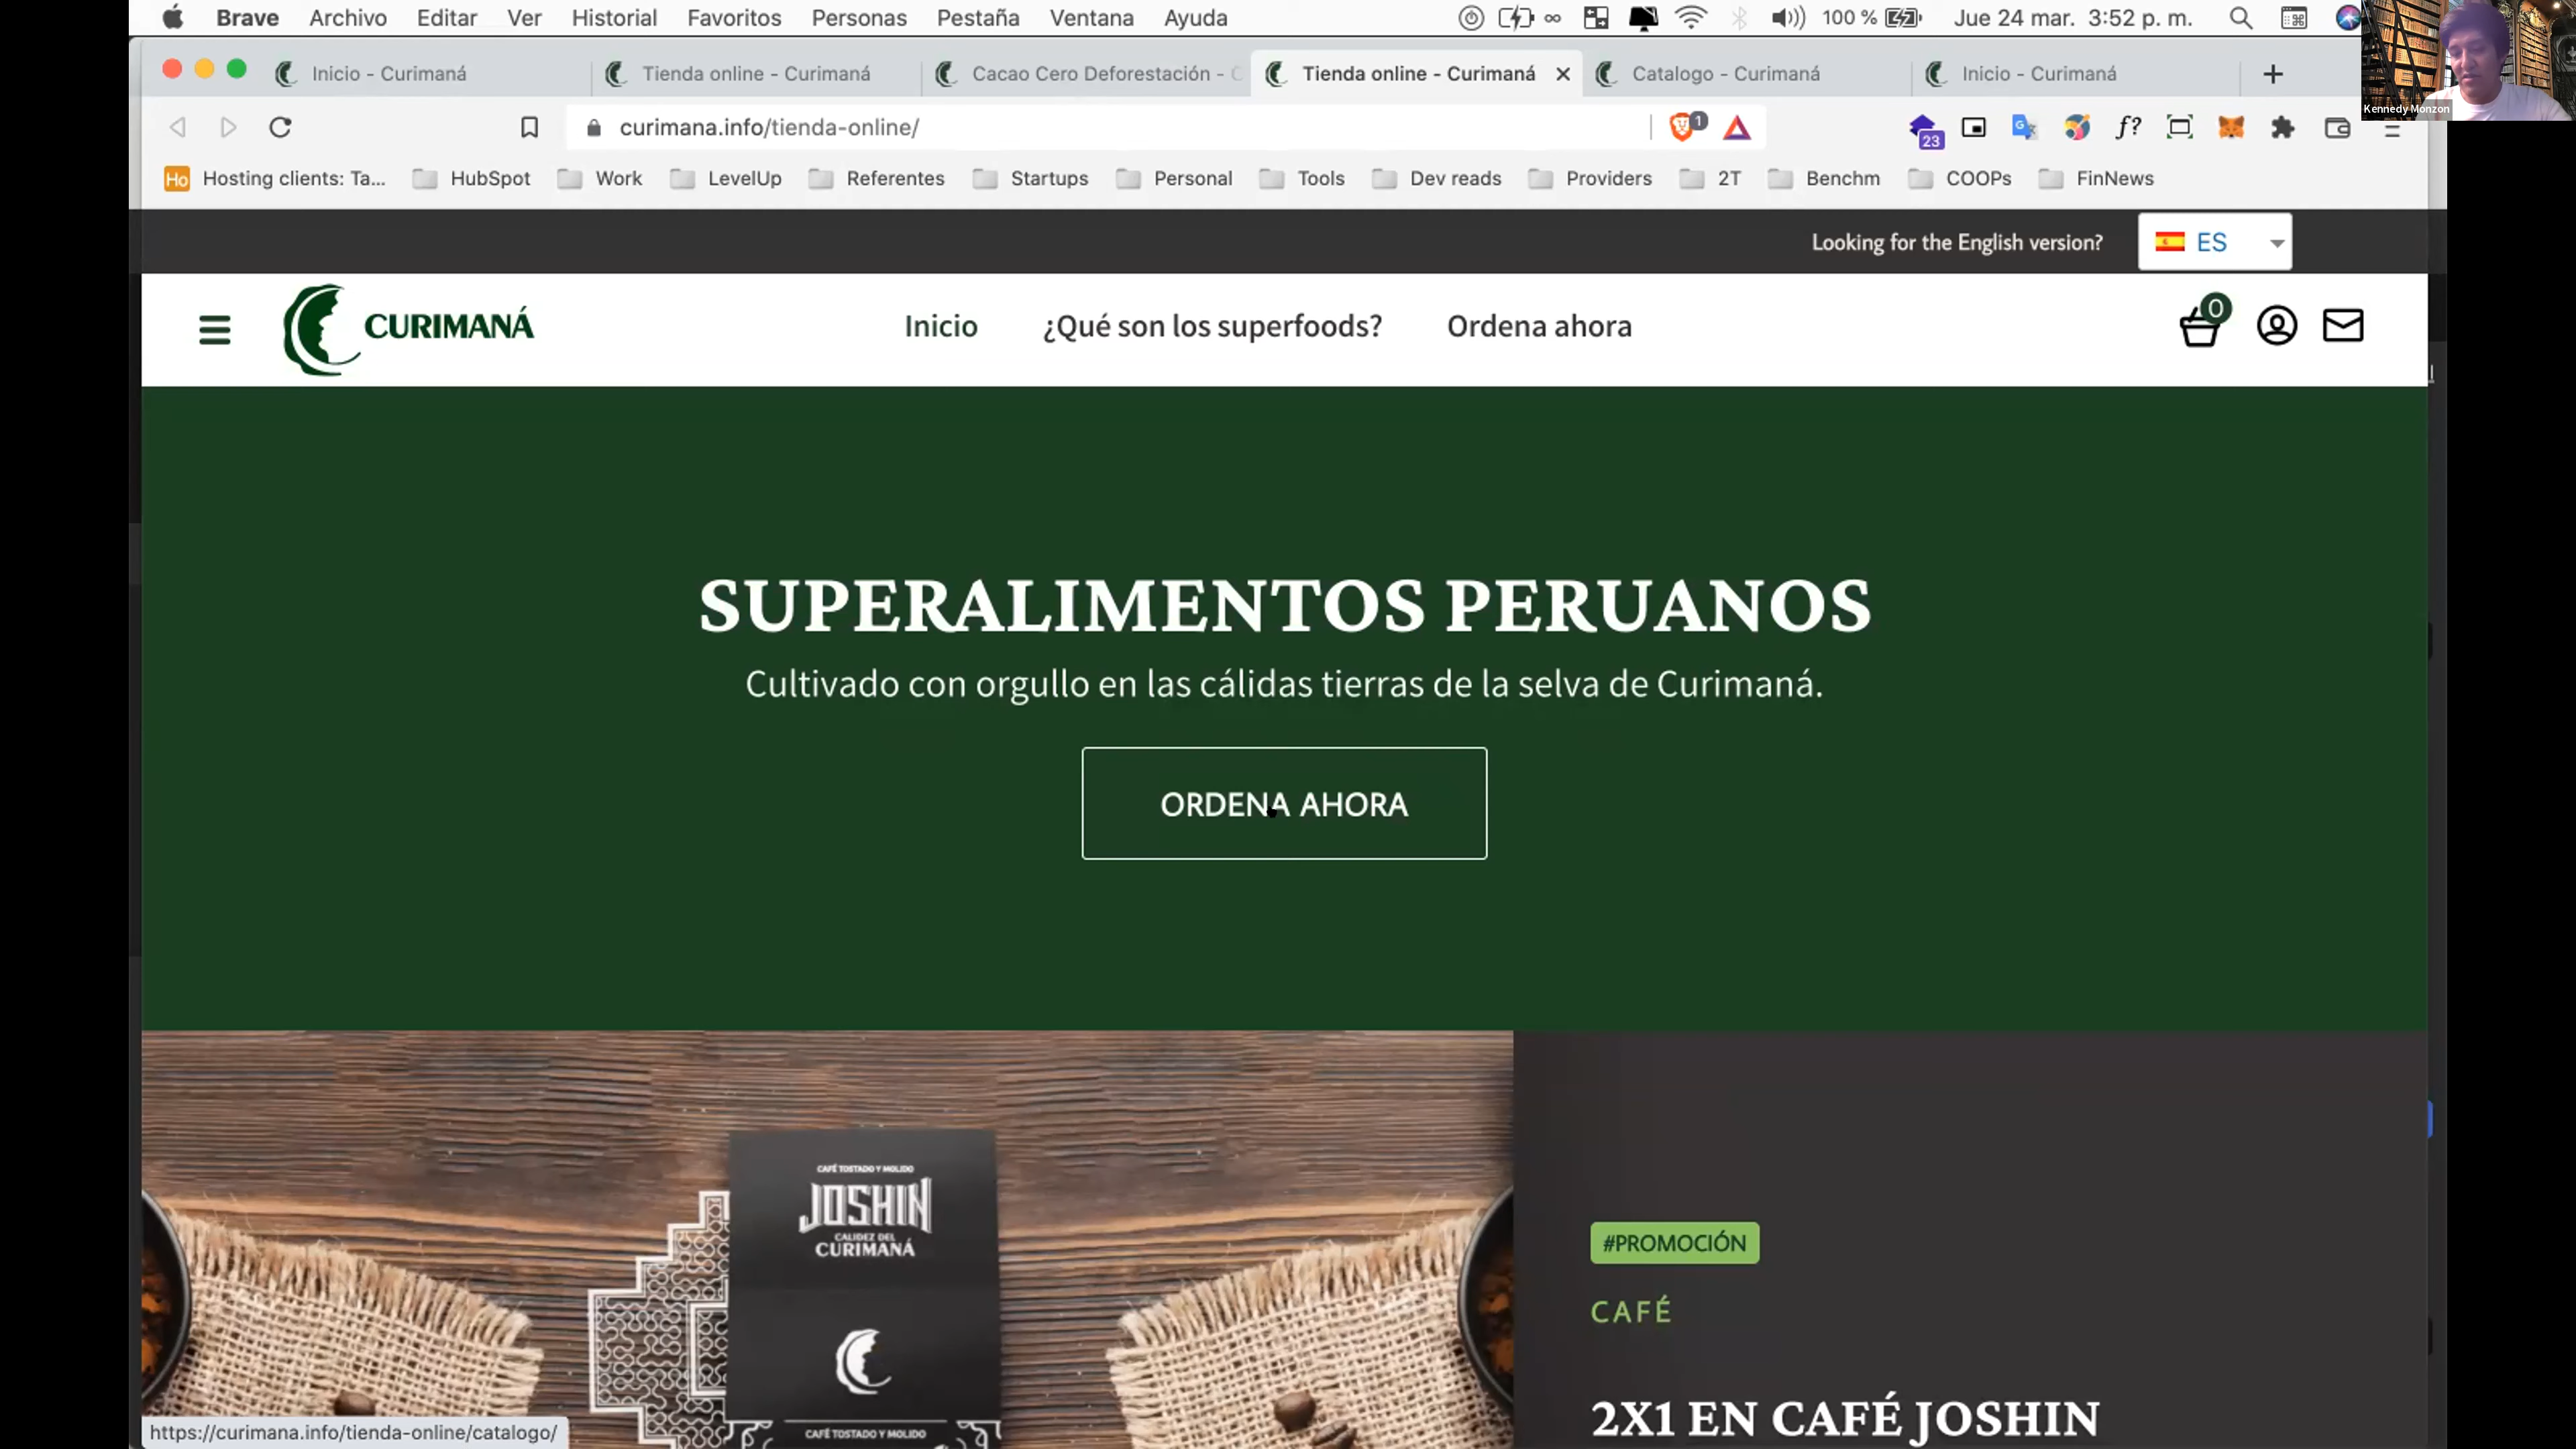 Brave Archivo Editar Ver Historial Favoritos Personas Pestaña Ventana Ayuda 100 % Jue 24 mar. 3:52 p. m.
Kennedy Monzon
Inicio - Curimaná Tienda online - Curimaná Cacao Cero Deforestación - C Tienda online - Curimaná Catalogo - Curimaná Inicio - Curimaná
curimana.info/tienda-online/ 1 23 f?
Ho Hosting clients: Ta... HubSpot Work LevelUp Referentes Startups Personal Tools Dev reads Providers 2T Benchm COOPs FinNews
Looking for the English version? ES
CURIMANÁ Inicio ¿Qué son los superfoods? Ordena ahora 0
SUPERALIMENTOS PERUANOS
Cultivado con orgullo en las cálidas tierras de la selva de Curimaná.
ORDENA AHORA
CAFÉ TOSTADO Y MOLIDO
JOSHIN
CALIDEZ DEL
CURIMANÁ
CAFÉ TOSTADO Y MOLIDO
#PROMOCIÓN
CAFÉ
2X1 EN CAFÉ JOSHIN
https://curimana.info/tienda-online/catalogo/